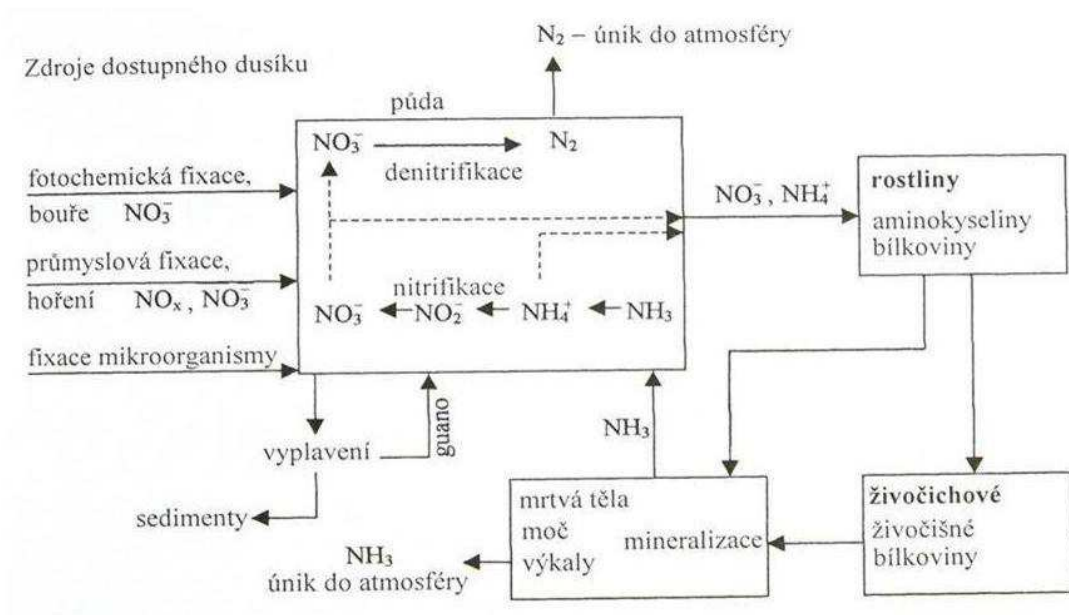 N₂ – únik do atmosféry
Zdroje dostupného dusíku
půda
NO₃⁻
N₂
denitrifikace
fotochemická fixace,
bouře NO₃⁻
průmyslová fixace,
hoření NOₓ, NO₃⁻
fixace mikroorganismy
nitrifikace
NO₃⁻ NO₂⁻ NH₄⁺ NH₃
NO₃⁻, NH₄⁺
rostliny
aminokyseliny
bílkoviny
vyplavení
guano
sedimenty
NH₃
mrtvá těla
moč
výkaly
mineralizace
živočichové
živočišné
bílkoviny
NH₃
únik do atmosféry